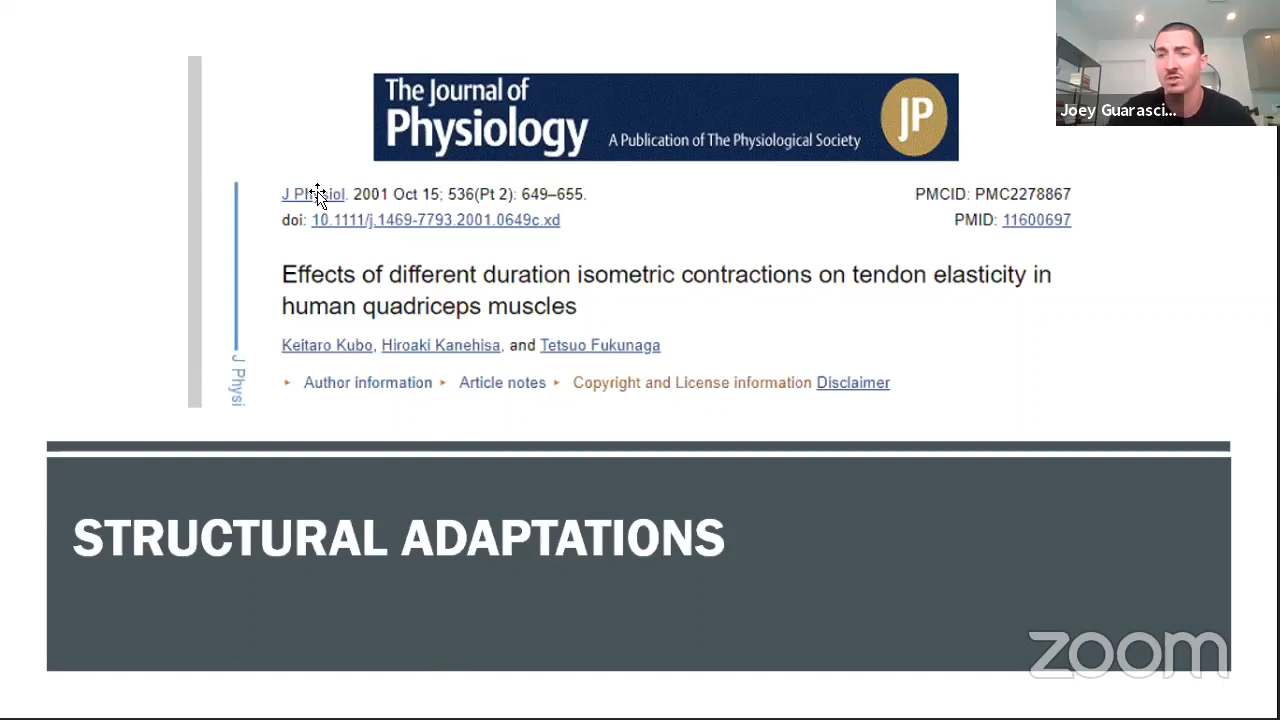 The Journal of
Physiology A Publication of The Physiological Society
JP
Joey Guarasci...
J Physiol. 2001 Oct 15; 536(Pt 2): 649–655.
PMCID: PMC2278867
doi: 10.1111/j.1469-7793.2001.0649c.xd
PMID: 11600697
Effects of different duration isometric contractions on tendon elasticity in
human quadriceps muscles
Keitaro Kubo, Hiroaki Kanehisa, and Tetsuo Fukunaga
J Physi
▸ Author information ▸ Article notes ▸ Copyright and License information Disclaimer
STRUCTURAL ADAPTATIONS
zoom